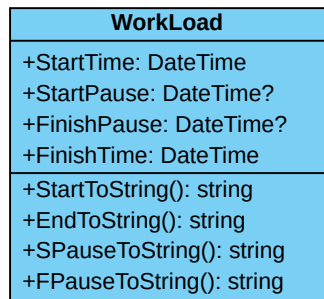 WorkLoad
+StartTime: DateTime
+StartPause: DateTime?
+FinishPause: DateTime?
+FinishTime: DateTime
+StartToString(): string
+EndToString(): string
+SPauseToString(): string
+FPauseToString(): string